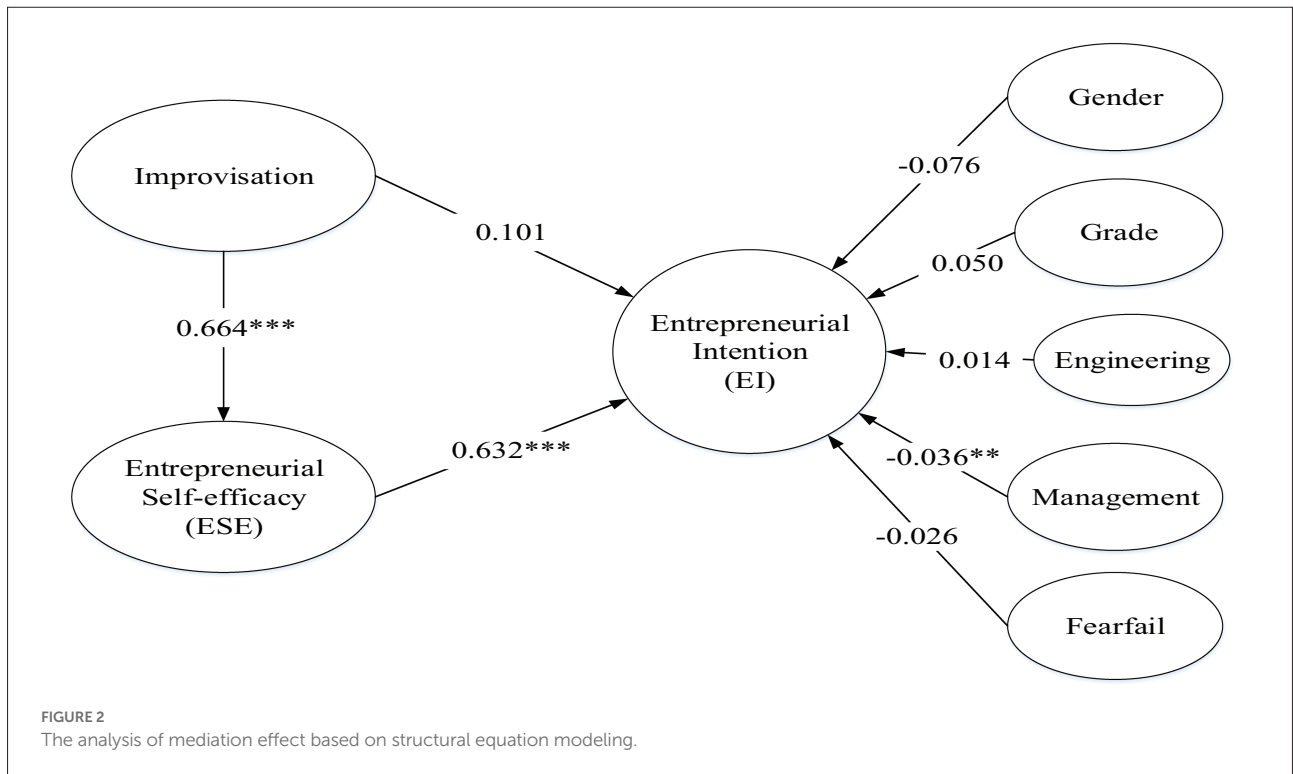 Improvisation
0.101
0.664***
Entrepreneurial
Self-efficacy
(ESE)
0.632***
Entrepreneurial
Intention
(EI)
Gender
-0.076
Grade
0.050
Engineering
0.014
Management
-0.036**
Fearfail
-0.026
FIGURE 2
The analysis of mediation effect based on structural equation modeling.